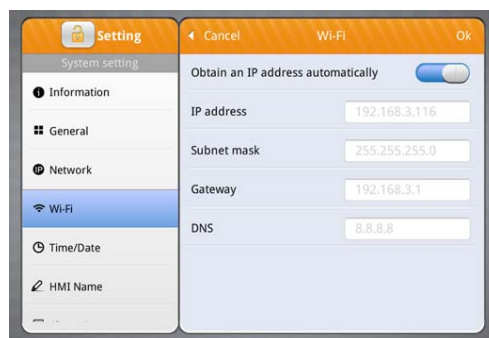 Setting
System setting
Information
General
IP Network
Wi-Fi
Time/Date
HMI Name
Cancel
Wi-Fi
Ok
Obtain an IP address automatically
IP address 192.168.3.116
Subnet mask 255.255.255.0
Gateway 192.168.3.1
DNS 8.8.8.8